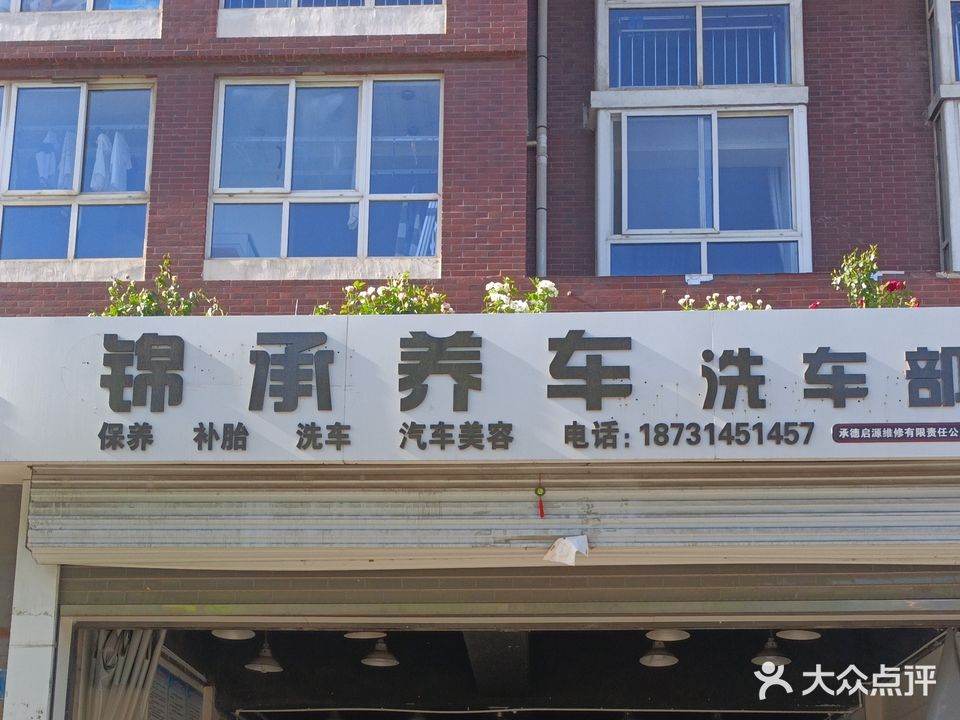 锦承养车 洗车部
保养 补胎 洗车 汽车美容 电话：18731451457 承德启源维修有限责任公
大众点评